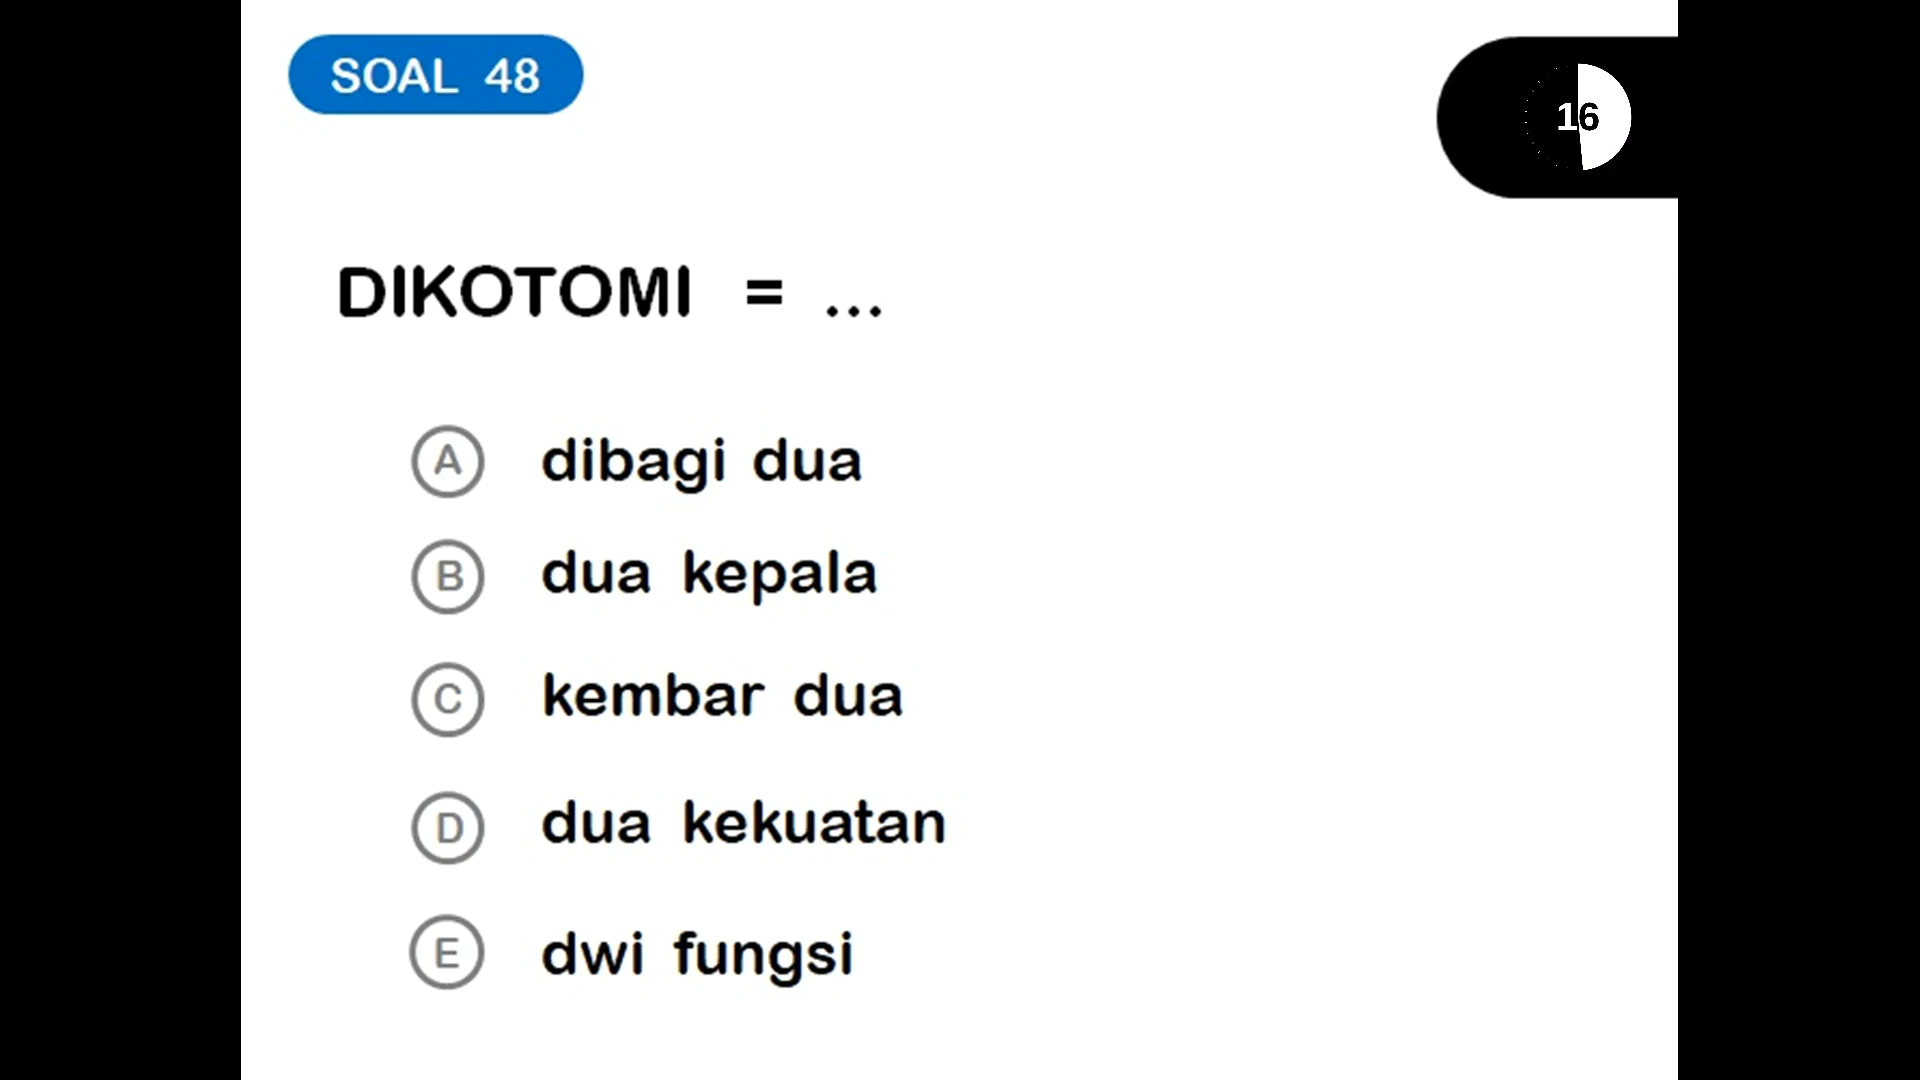 SOAL 48
16
DIKOTOMI = ...
A dibagi dua
B dua kepala
C kembar dua
D dua kekuatan
E dwi fungsi